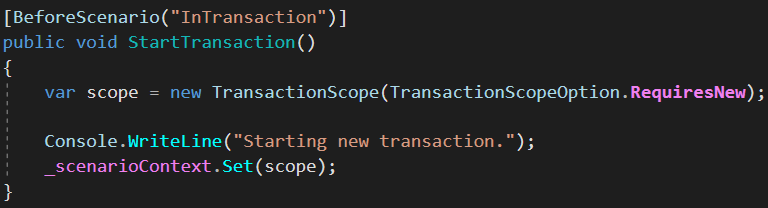 [BeforeScenario("InTransaction")]
public void StartTransaction()
{
    var scope = new TransactionScope(TransactionScopeOption.RequiresNew);
    Console.WriteLine("Starting new transaction.");
    _scenarioContext.Set(scope);
}